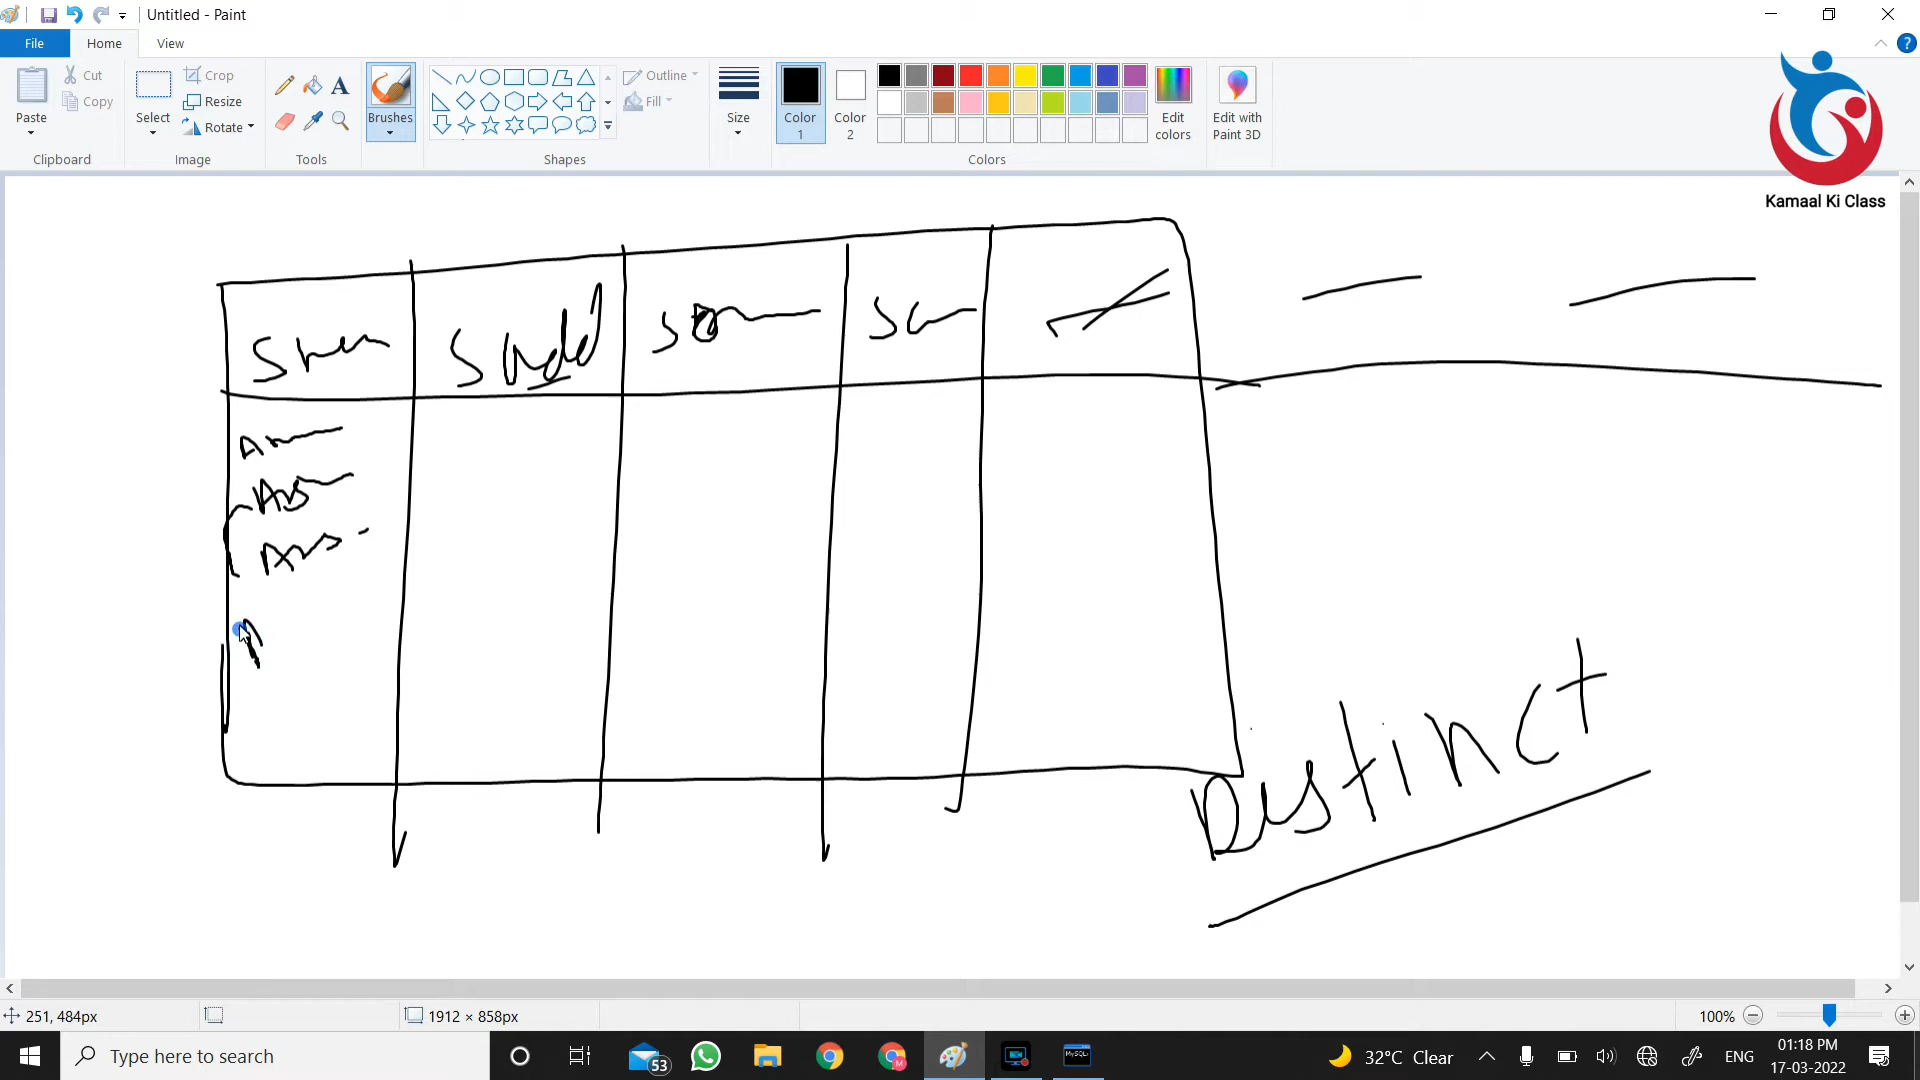 Untitled - Paint
File Home View
Paste
Cut
Copy
Clipboard
Select
Crop
Resize
Rotate
Image
Tools
Brushes
Shapes
Outline
Fill
Size
Color 1
Color 2
Edit colors
Edit with Paint 3D
Colors
Kamaal Ki Class
SAdd
Distinct
251, 484px
1912 × 858px
100%
Type here to search
53
MySQL
32°C Clear
ENG
01:18 PM
17-03-2022